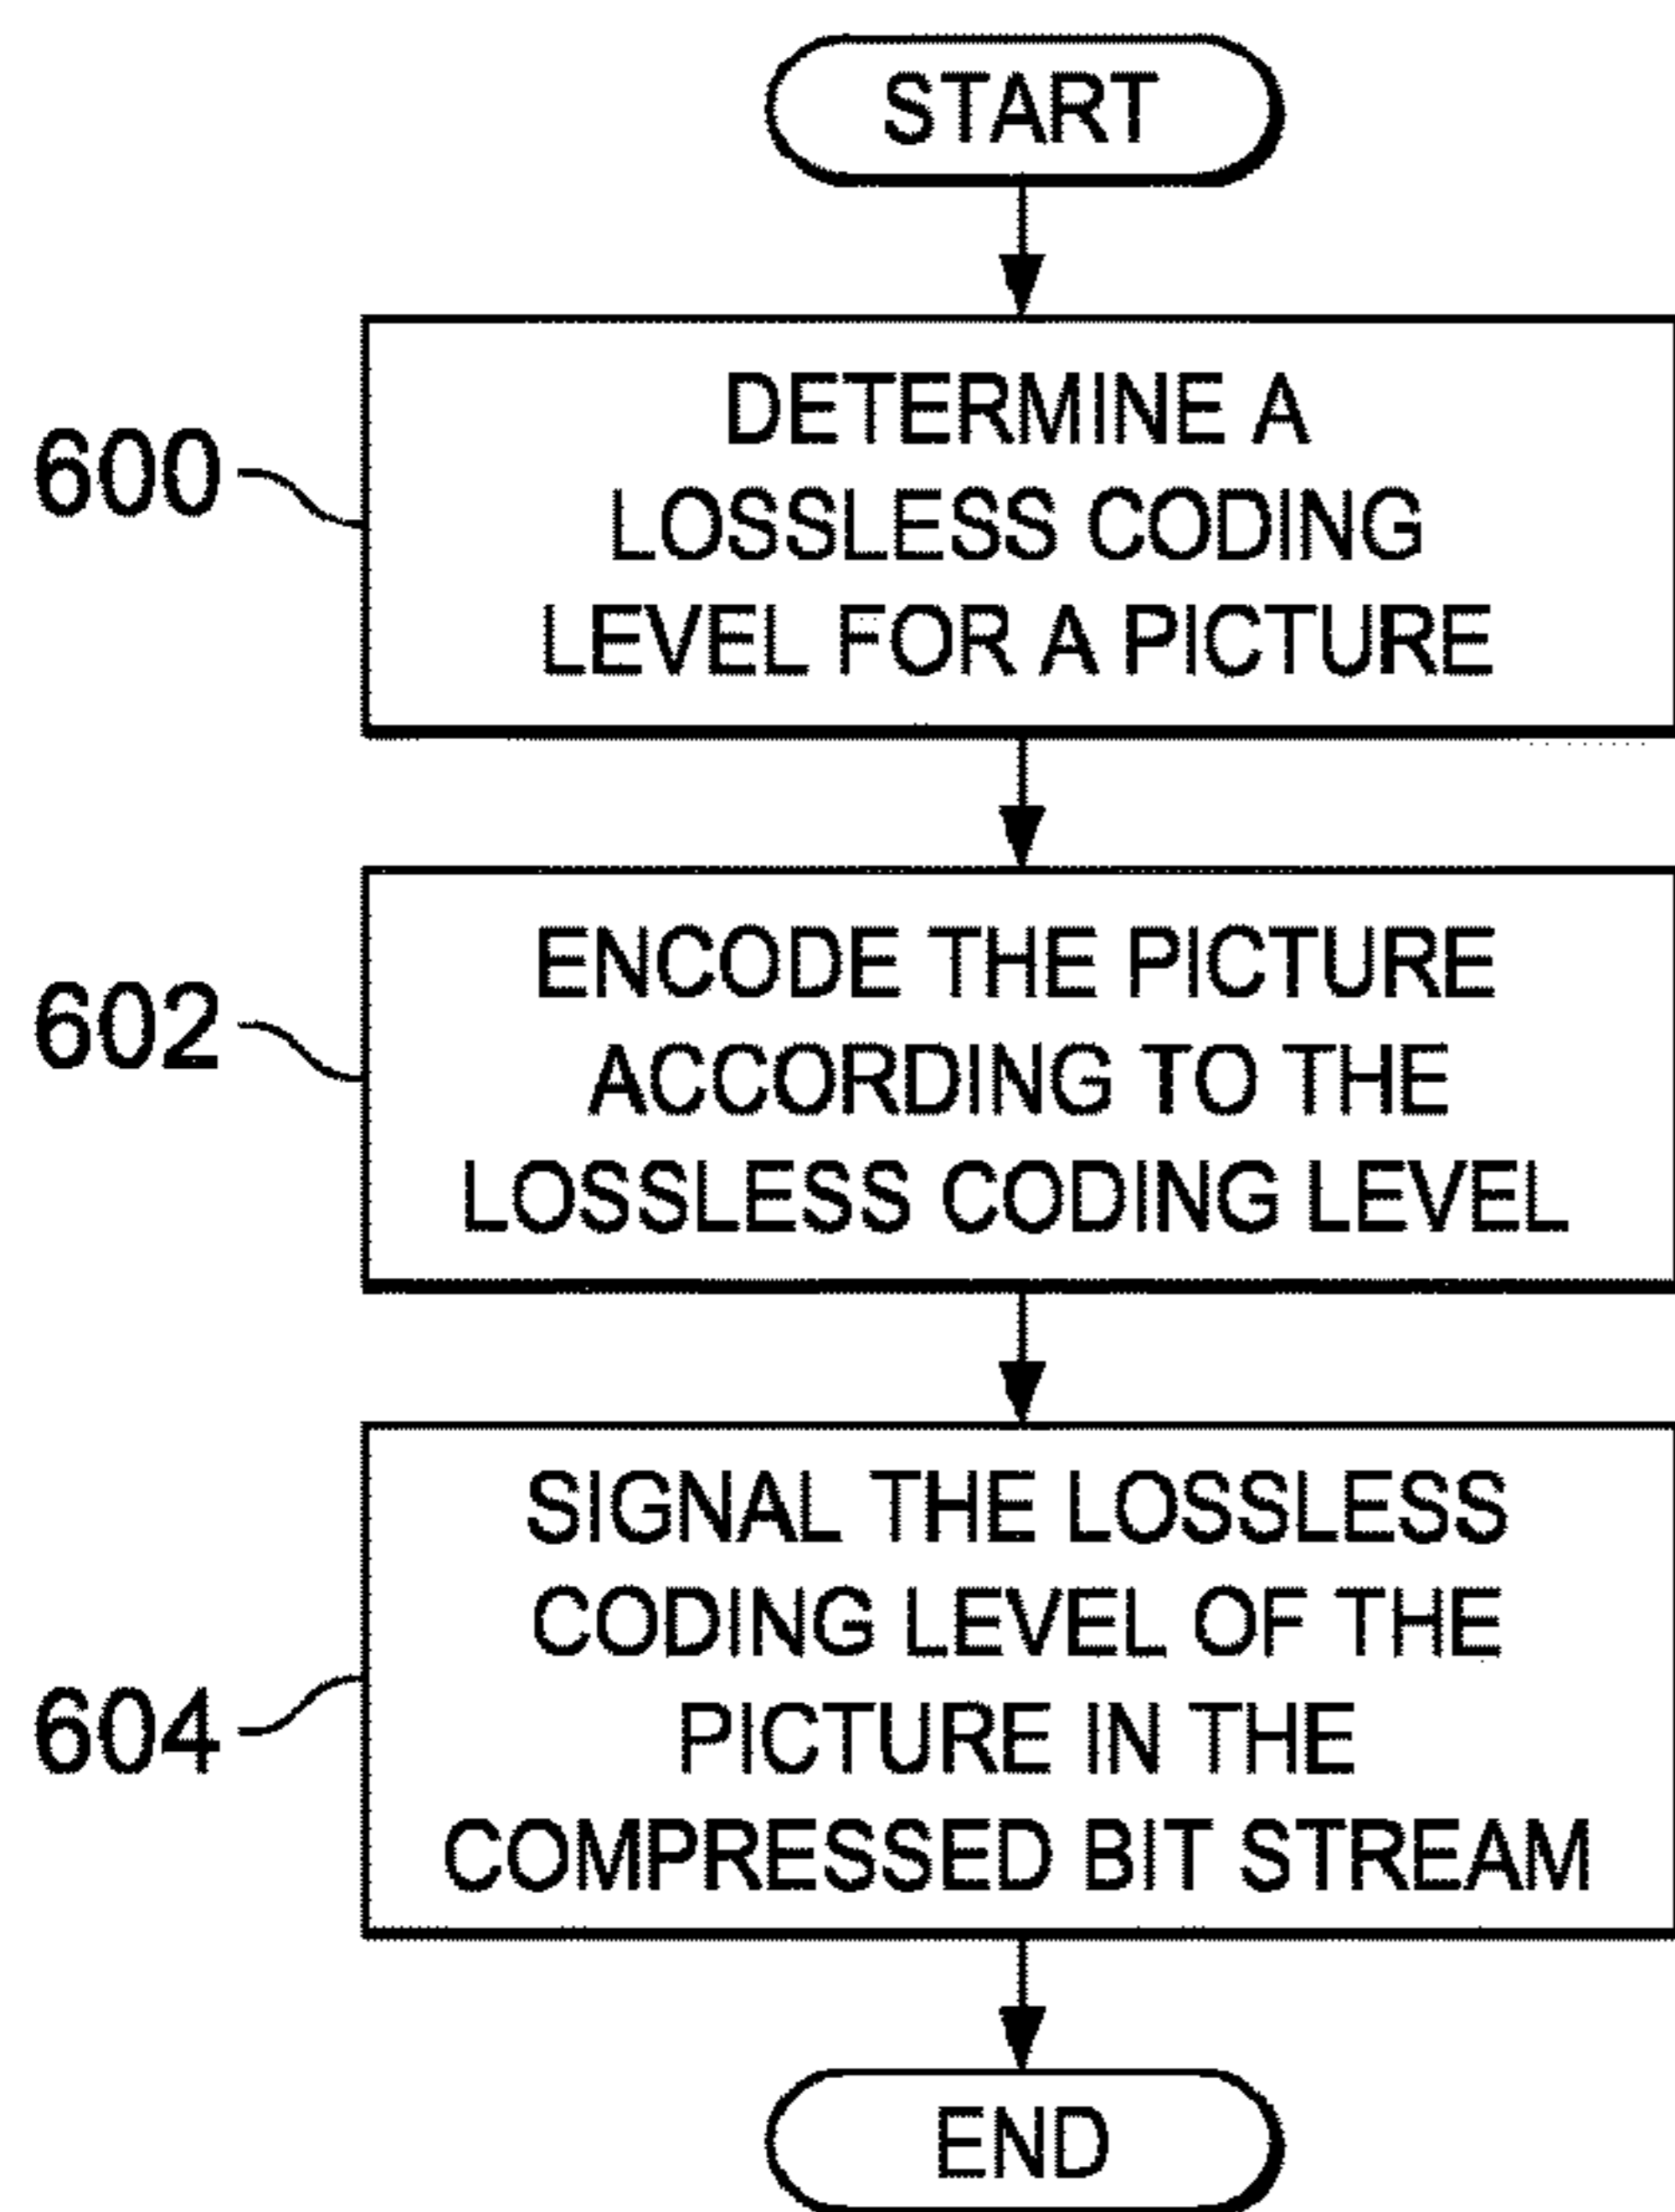 START
600
DETERMINE A
LOSSLESS CODING
LEVEL FOR A PICTURE
602
ENCODE THE PICTURE
ACCORDING TO THE
LOSSLESS CODING LEVEL
604
SIGNAL THE LOSSLESS
CODING LEVEL OF THE
PICTURE IN THE
COMPRESSED BIT STREAM
END